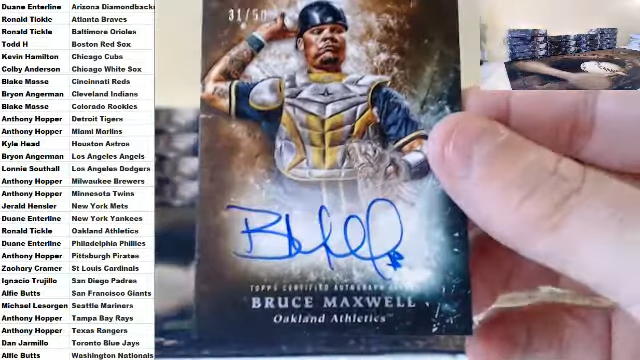 Duane Enterline Arizona Diamondbacks
Ronald Tickle Atlanta Braves
Ronald Tickle Baltimore Orioles
Todd H Boston Red Sox
Kevin Hamilton Chicago Cubs
Colby Anderson Chicago White Sox
Blake Masse Cincinnati Reds
Bryon Angerman Cleveland Indians
Blake Masse Colorado Rockies
Anthony Hopper Detroit Tigers
Anthony Hopper Miami Marlins
Kyle Head Houston Astros
Bryon Angerman Los Angeles Angels
Lonnie Southall Los Angeles Dodgers
Anthony Hopper Milwaukee Brewers
Anthony Hopper Minnesota Twins
Jerald Hensler New York Mets
Duane Enterline New York Yankees
Ronald Tickle Oakland Athletics
Duane Enterline Philadelphia Phillies
Anthony Hopper Pittsburgh Pirates
Zachary Cramer St Louis Cardinals
Ignacio Trujillo San Diego Padres
Alfie Butts San Francisco Giants
Michael Lesorgen Seattle Mariners
Anthony Hopper Tampa Bay Rays
Anthony Hopper Texas Rangers
Dan Jarmillo Toronto Blue Jays
Alfie Butts Washington Nationals
31/50
TOPPS CERTIFIED AUTOGRAPH
BRUCE MAXWELL
Oakland Athletics™